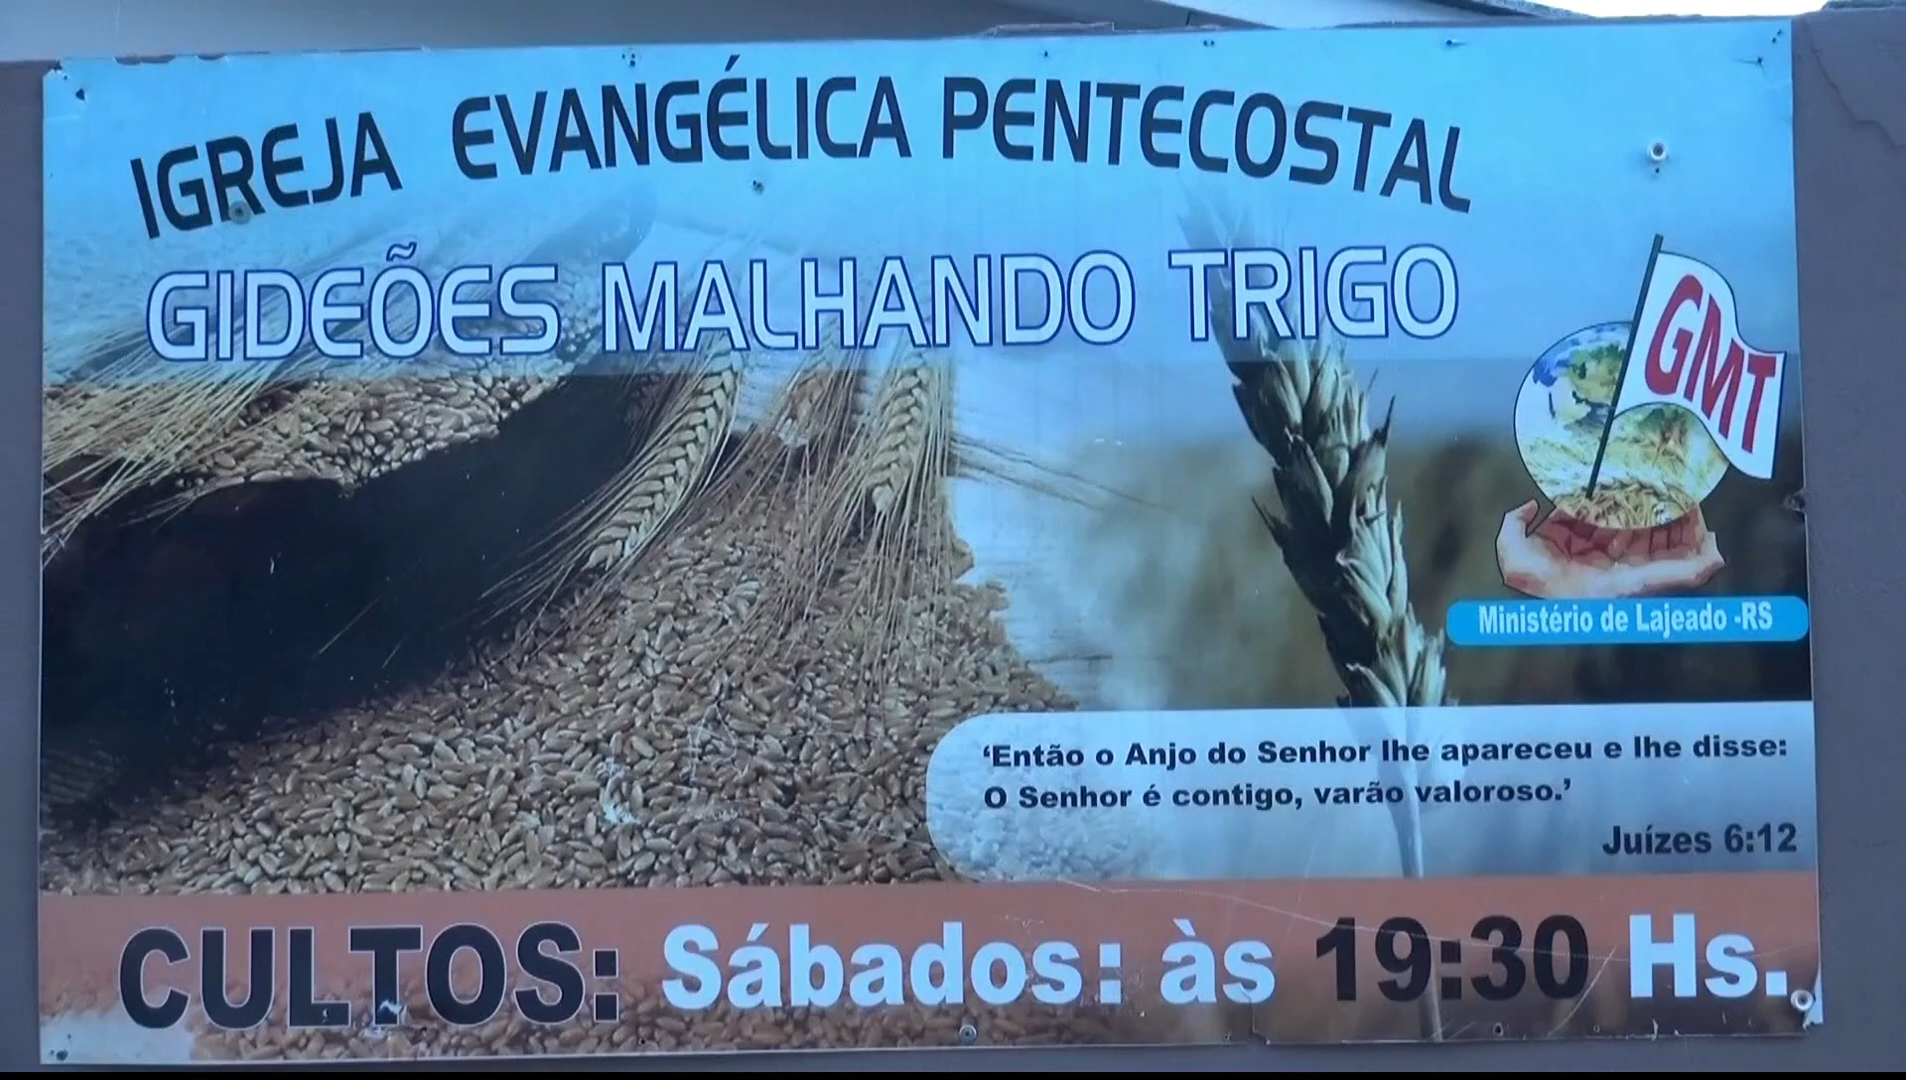 IGREJA EVANGÉLICA PENTECOSTAL
GIDEÕES MALHANDO TRIGO
GMT
Ministério de Lajeado -RS
‘Então o Anjo do Senhor lhe apareceu e lhe disse:
O Senhor é contigo, varão valoroso.’
Juízes 6:12
CULTOS: Sábados: às 19:30 Hs.